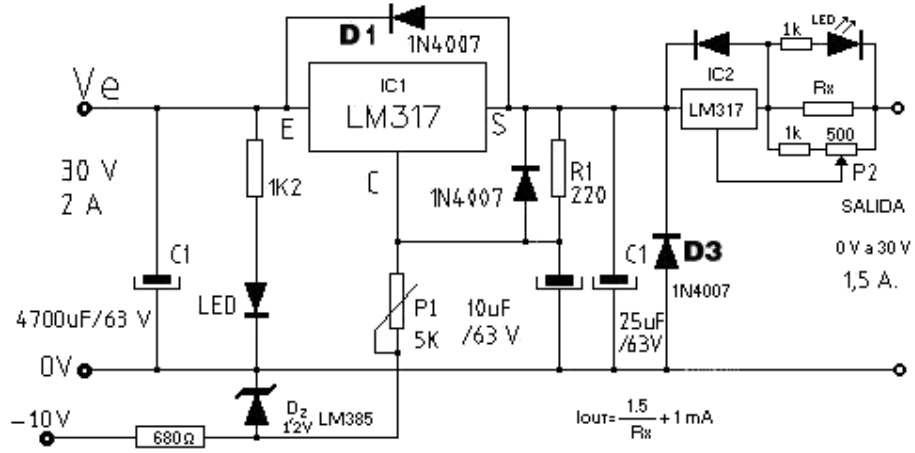 D1
1N4007
Ve
IC1
LM317
E
S
C
30 V
2 A
1K2
1N4007
R1
220
1k
LED
IC2
LM317
Rx
1k
500
P2
SALIDA
0 V a 30 V
1,5 A.
C1
4700uF/63 V
LED
P1
5K
10uF
/63 V
C1
25uF
/63V
D3
1N4007
0V
-10V
680Ω
Dz
1'2V
LM385
IOUT= 1.5 / Rx + 1 mA